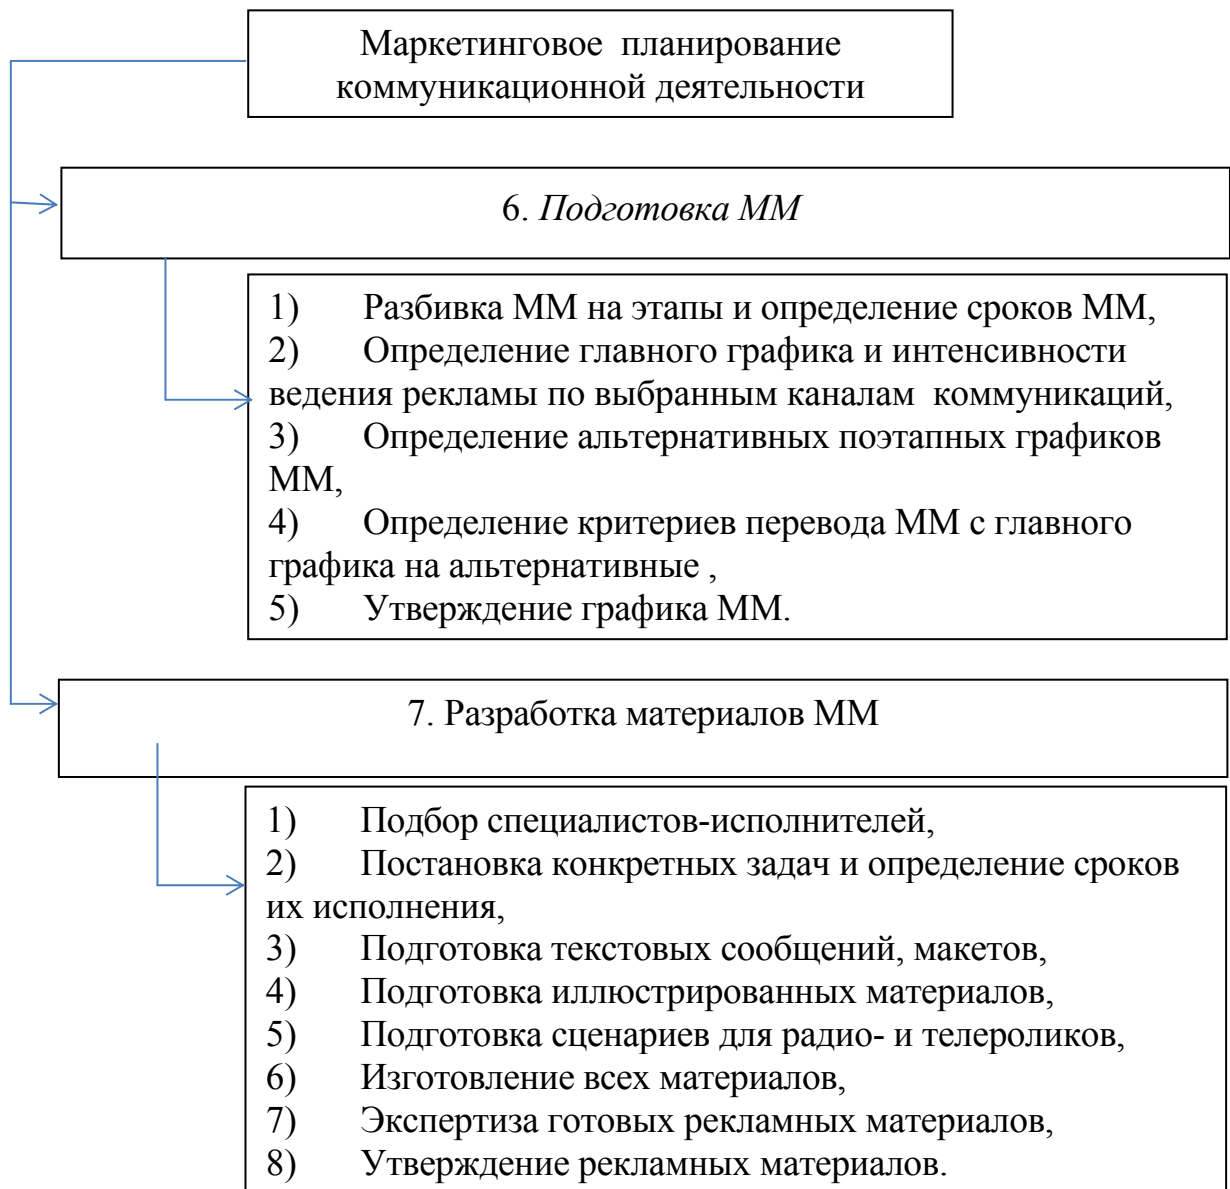 Маркетинговое планирование
коммуникационной деятельности
6. Подготовка ММ
1) Разбивка ММ на этапы и определение сроков ММ,
2) Определение главного графика и интенсивности
ведения рекламы по выбранным каналам коммуникаций,
3) Определение альтернативных поэтапных графиков
ММ,
4) Определение критериев перевода ММ с главного
графика на альтернативные ,
5) Утверждение графика ММ.
7. Разработка материалов ММ
1) Подбор специалистов-исполнителей,
2) Постановка конкретных задач и определение сроков
их исполнения,
3) Подготовка текстовых сообщений, макетов,
4) Подготовка иллюстрированных материалов,
5) Подготовка сценариев для радио- и телероликов,
6) Изготовление всех материалов,
7) Экспертиза готовых рекламных материалов,
8) Утверждение рекламных материалов.